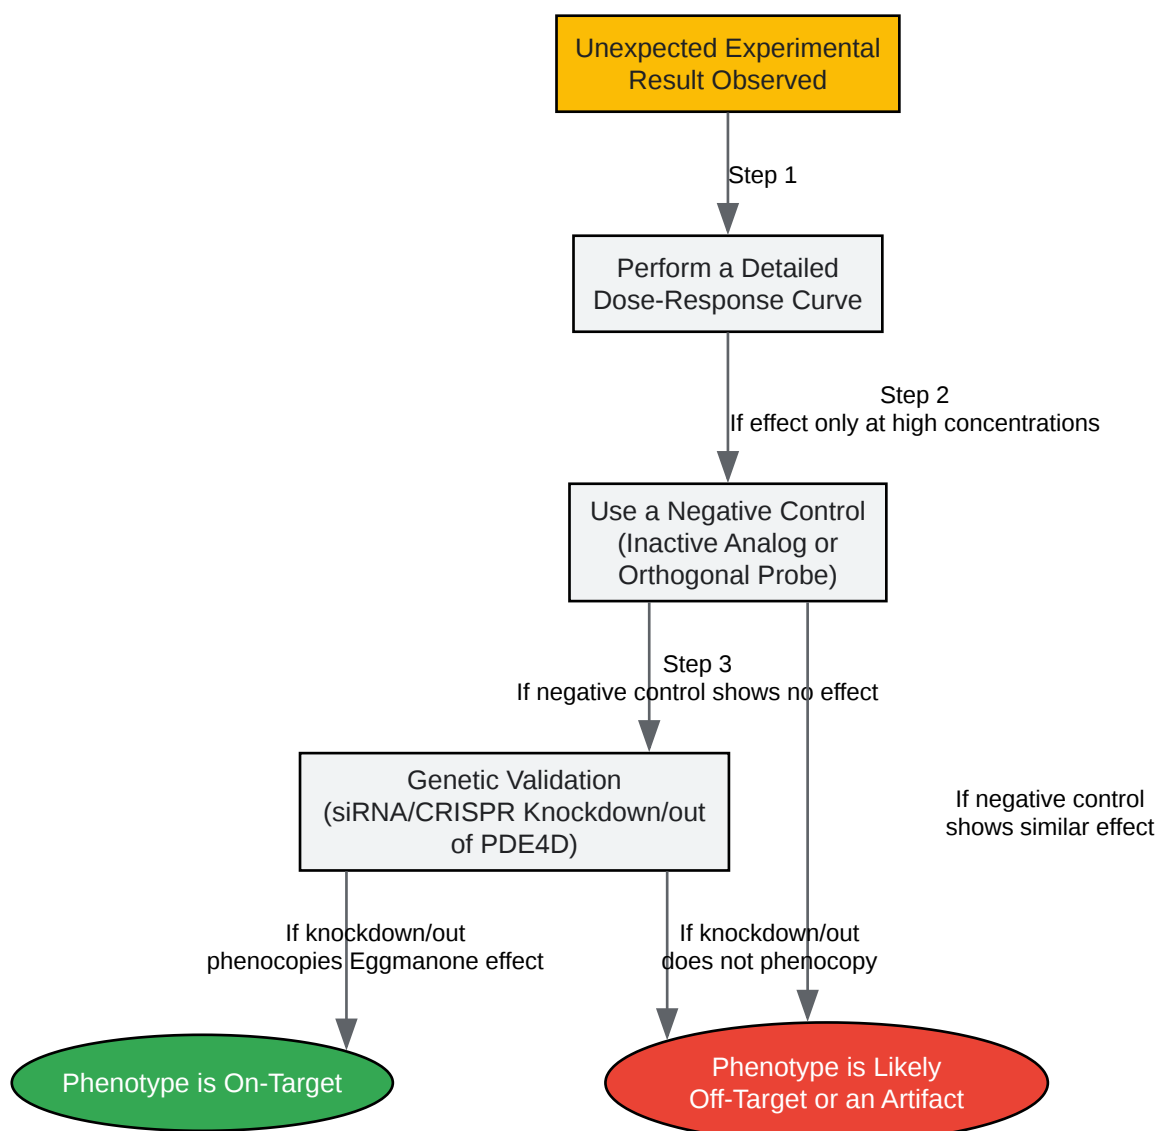 Unexpected Experimental
Result Observed
Step 1
Perform a Detailed
Dose-Response Curve
Step 2
If effect only at high concentrations
Use a Negative Control
(Inactive Analog or
Orthogonal Probe)
Step 3
If negative control shows no effect
Genetic Validation
(siRNA/CRISPR Knockdown/out
of PDE4D)
If negative control
shows similar effect
If knockdown/out
phenocopies Eggmanone effect
If knockdown/out
does not phenocopy
Phenotype is On-Target
Phenotype is Likely
Off-Target or an Artifact